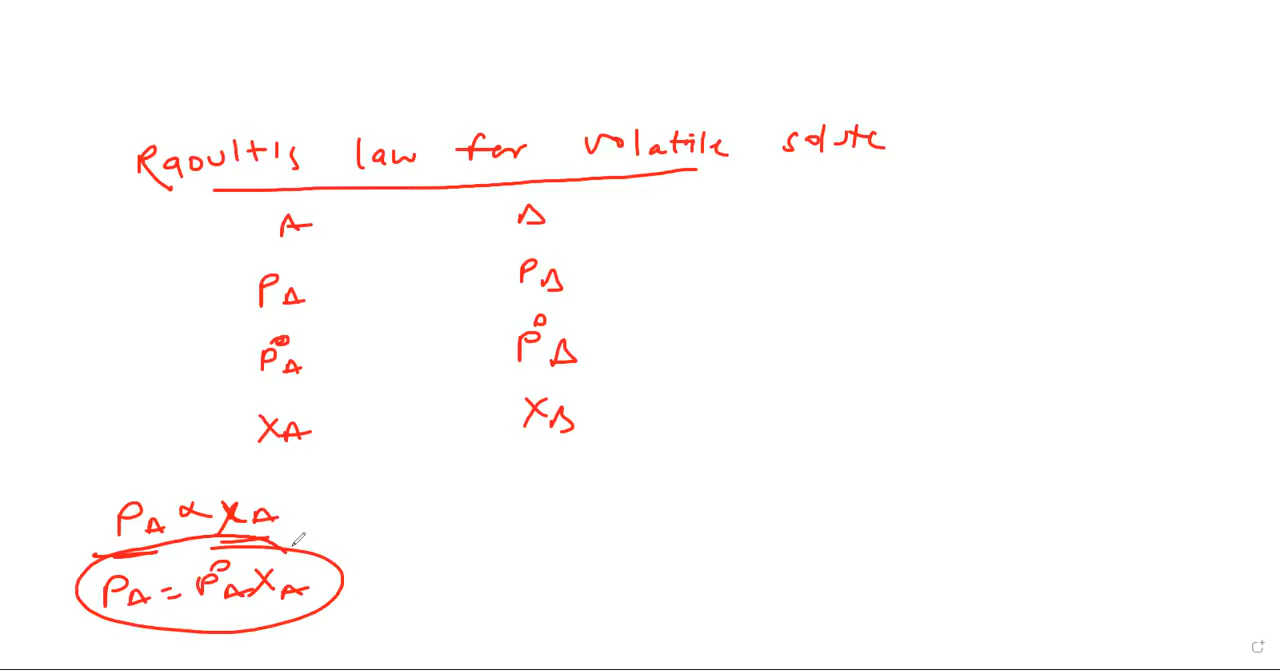 Raoult's law for volatile solute
A B
PA PB
P°A P°B
XA XB
PA ∝ XA
PA = P°A XA